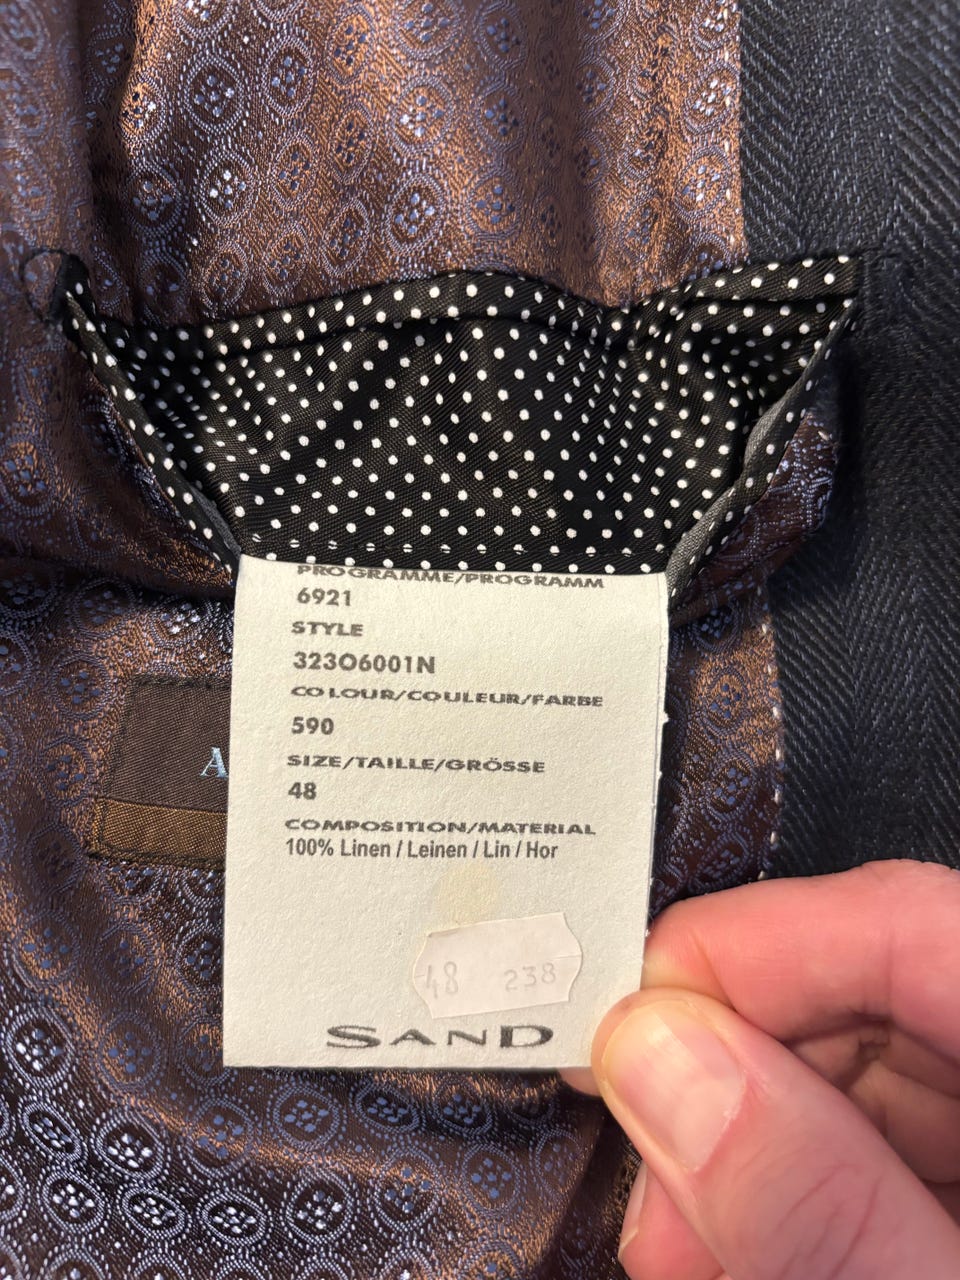 PROGRAMME/PROGRAMM
6921
STYLE
323O6001N
COLOUR/COULEUR/FARBE
590
SIZE/TAILLE/GRÖSSE
48
COMPOSITION/MATERIAL
100% Linen / Leinen / Lin / Hor
48 238
SAND
A